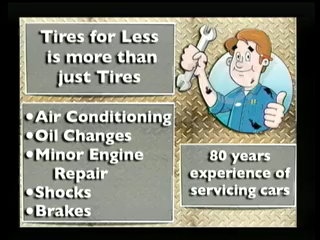 Tires for Less
is more than
just Tires
•Air Conditioning
•Oil Changes
•Minor Engine
Repair
•Shocks
•Brakes
80 years
experience of
servicing cars